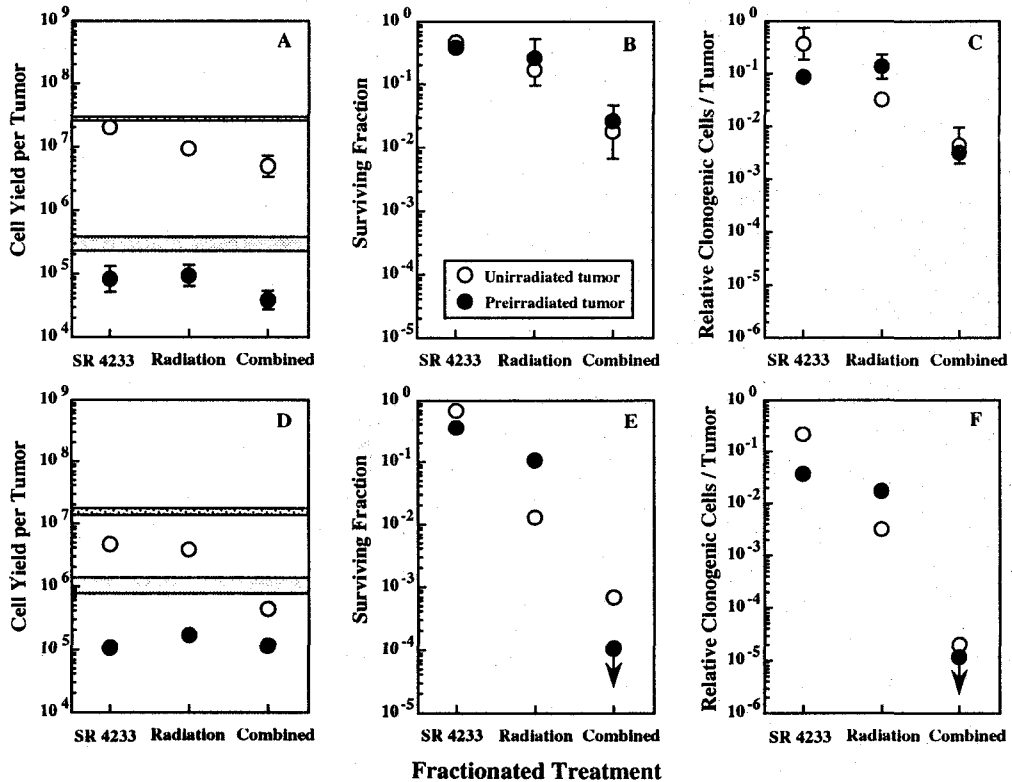 A
Cell Yield per Tumor
10^9
10^8
10^7
10^6
10^5
10^4
SR 4233 Radiation Combined
B
Surviving Fraction
10^0
10^-1
10^-2
10^-3
10^-4
10^-5
Unirradiated tumor
Preirradiated tumor
SR 4233 Radiation Combined
C
Relative Clonogenic Cells / Tumor
10^0
10^-1
10^-2
10^-3
10^-4
10^-5
10^-6
SR 4233 Radiation Combined
D
Cell Yield per Tumor
10^9
10^8
10^7
10^6
10^5
10^4
SR 4233 Radiation Combined
E
Surviving Fraction
10^0
10^-1
10^-2
10^-3
10^-4
10^-5
SR 4233 Radiation Combined
F
Relative Clonogenic Cells / Tumor
10^0
10^-1
10^-2
10^-3
10^-4
10^-5
10^-6
SR 4233 Radiation Combined
Fractionated Treatment